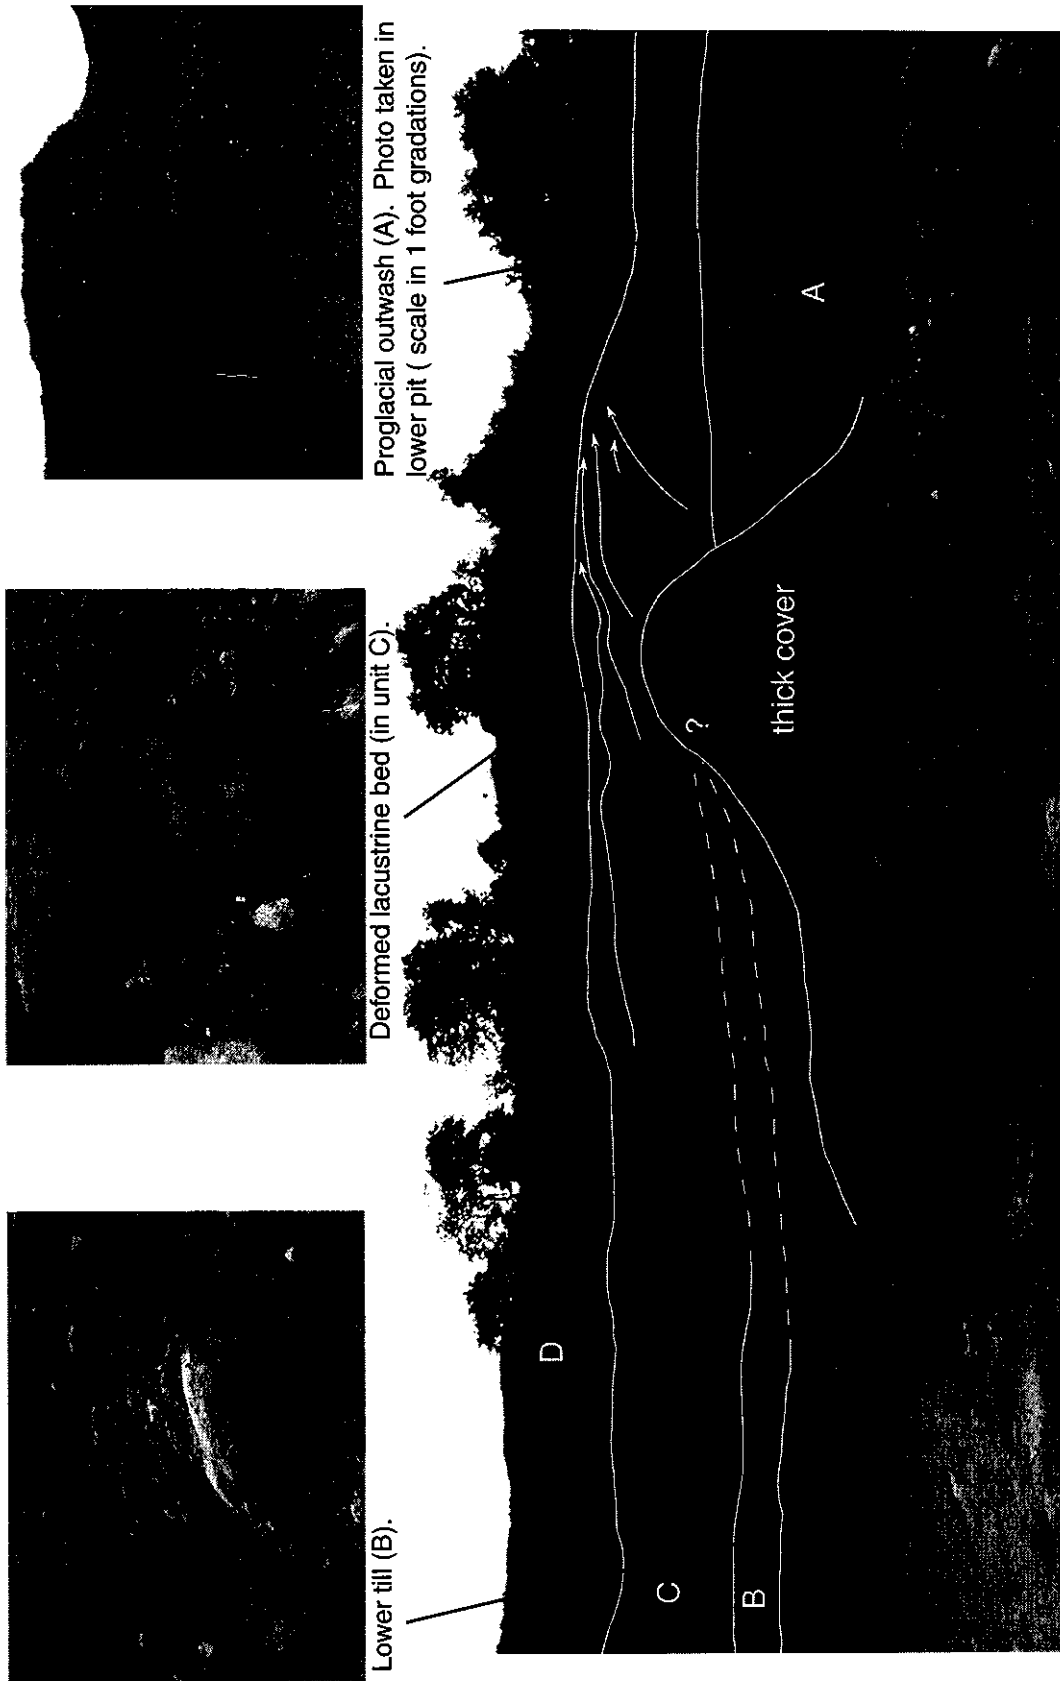 Lower till (B).
Deformed lacustrine bed (in unit C).
Proglacial outwash (A). Photo taken in
lower pit ( scale in 1 foot gradations).
D
C
B
?
thick cover
A